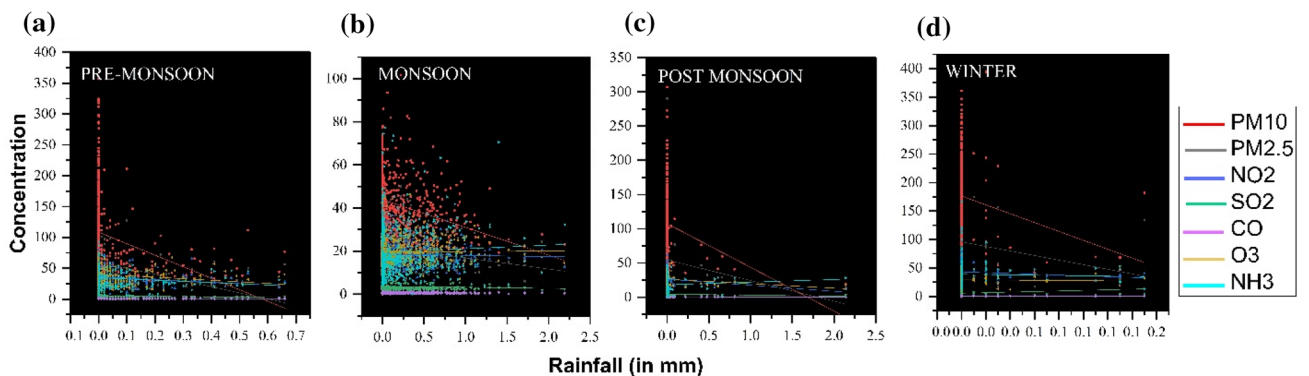 (a)
(b)
(c)
(d)
PRE-MONSOON
MONSOON
POST MONSOON
WINTER
Concentration
400
350
300
250
200
150
100
50
0
0.1 0.0 0.1 0.2 0.3 0.4 0.5 0.6 0.7
100
80
60
40
20
0
0.0 0.5 1.0 1.5 2.0 2.5
350
300
250
200
150
100
50
0
0.0 0.5 1.0 1.5 2.0 2.5
400
350
300
250
200
150
100
50
0
0.0 0.0 0.0 0.0 0.1 0.1 0.1 0.1 0.2
Rainfall (in mm)
PM10
PM2.5
NO2
SO2
CO
O3
NH3